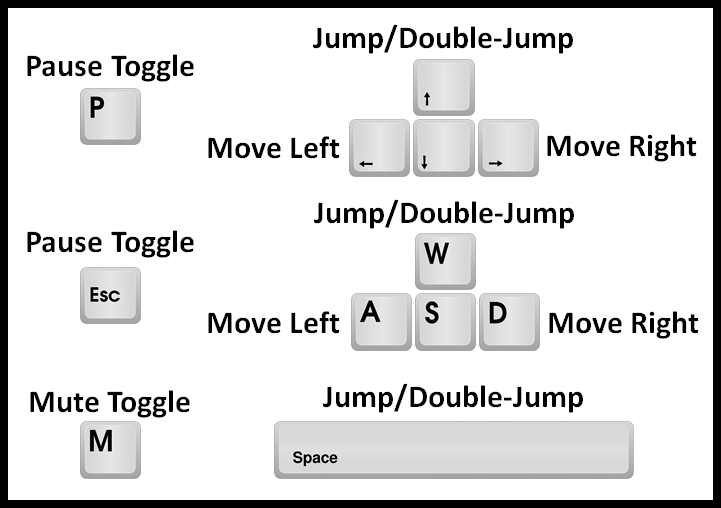 Jump/Double-Jump
Pause Toggle
P
↑
Move Left
← ↓ →
Move Right
Jump/Double-Jump
Pause Toggle
W
Esc
Move Left
A S D
Move Right
Mute Toggle
Jump/Double-Jump
M
Space